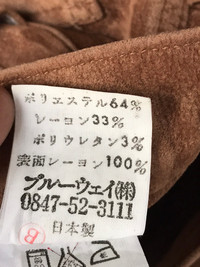 ポリエステル64%
レーヨン33%
ポリウレタン3%
表面レーヨン100%
ブルーウェイ(株)
0847-52-3111
日本製